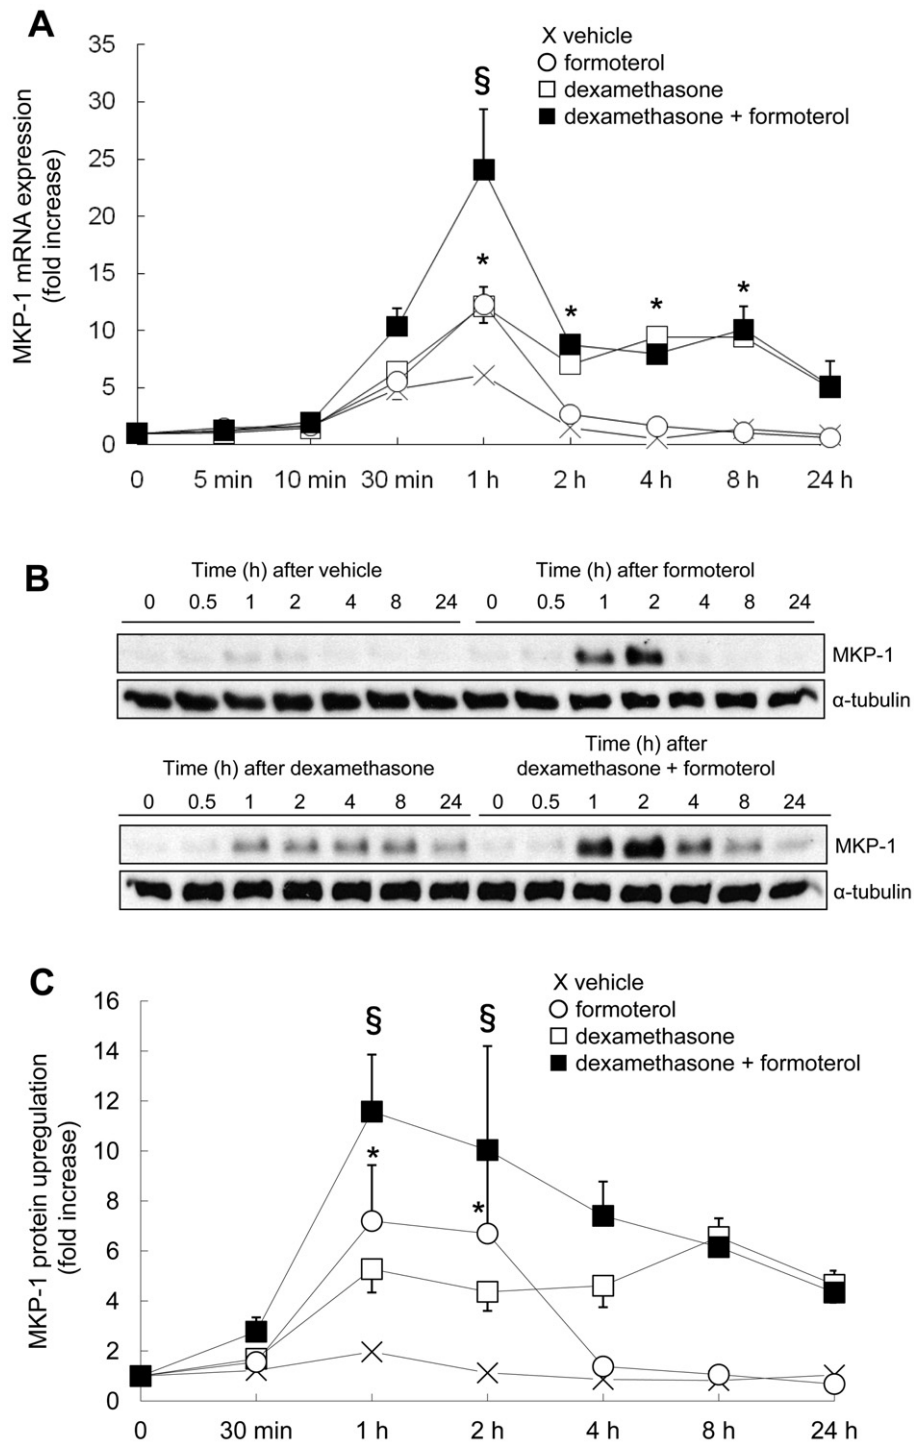 A
X vehicle
formoterol
dexamethasone
dexamethasone + formoterol
MKP-1 mRNA expression
(fold increase)
35
30
25
20
15
10
5
0
§
*
* * *
0 5 min 10 min 30 min 1 h 2 h 4 h 8 h 24 h
B
Time (h) after vehicle Time (h) after formoterol
0 0.5 1 2 4 8 24 0 0.5 1 2 4 8 24
MKP-1
α-tubulin
Time (h) after dexamethasone
Time (h) after
dexamethasone + formoterol
0 0.5 1 2 4 8 24 0 0.5 1 2 4 8 24
MKP-1
α-tubulin
C
X vehicle
formoterol
dexamethasone
dexamethasone + formoterol
MKP-1 protein upregulation
(fold increase)
16
14
12
10
8
6
4
2
0
§ §
*
*
0 30 min 1 h 2 h 4 h 8 h 24 h